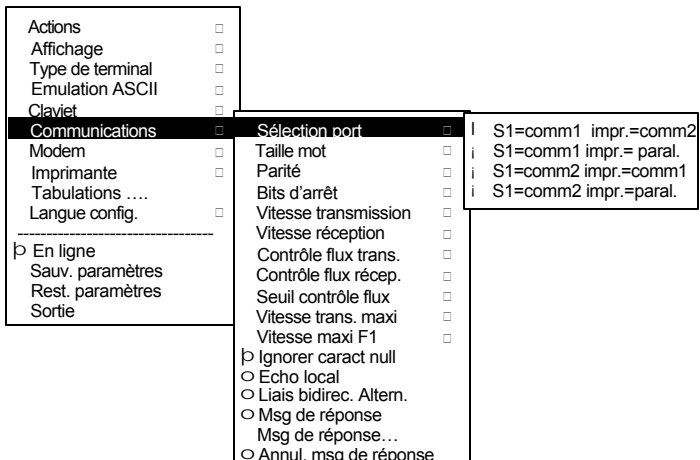 Actions
Affichage
Type de terminal
Emulation ASCII
Claviet
Communications
Modem
Imprimante
Tabulations ….
Langue config.
----------------------------------
þ En ligne
Sauv. paramètres
Rest. paramètres
Sortie
Sélection port
Taille mot
Parité
Bits d'arrêt
Vitesse transmission
Vitesse réception
Contrôle flux trans.
Contrôle flux récep.
Seuil contrôle flux
Vitesse trans. maxi
Vitesse maxi F1
þ Ignorer caract null
O Echo local
O Liais bidirec. Altern.
O Msg de réponse
Msg de réponse…
O Annul. msg de réponse
l S1=comm1 impr.=comm2
¡ S1=comm1 impr.= paral.
¡ S1=comm2 impr.=comm1
¡ S1=comm2 impr.=paral.